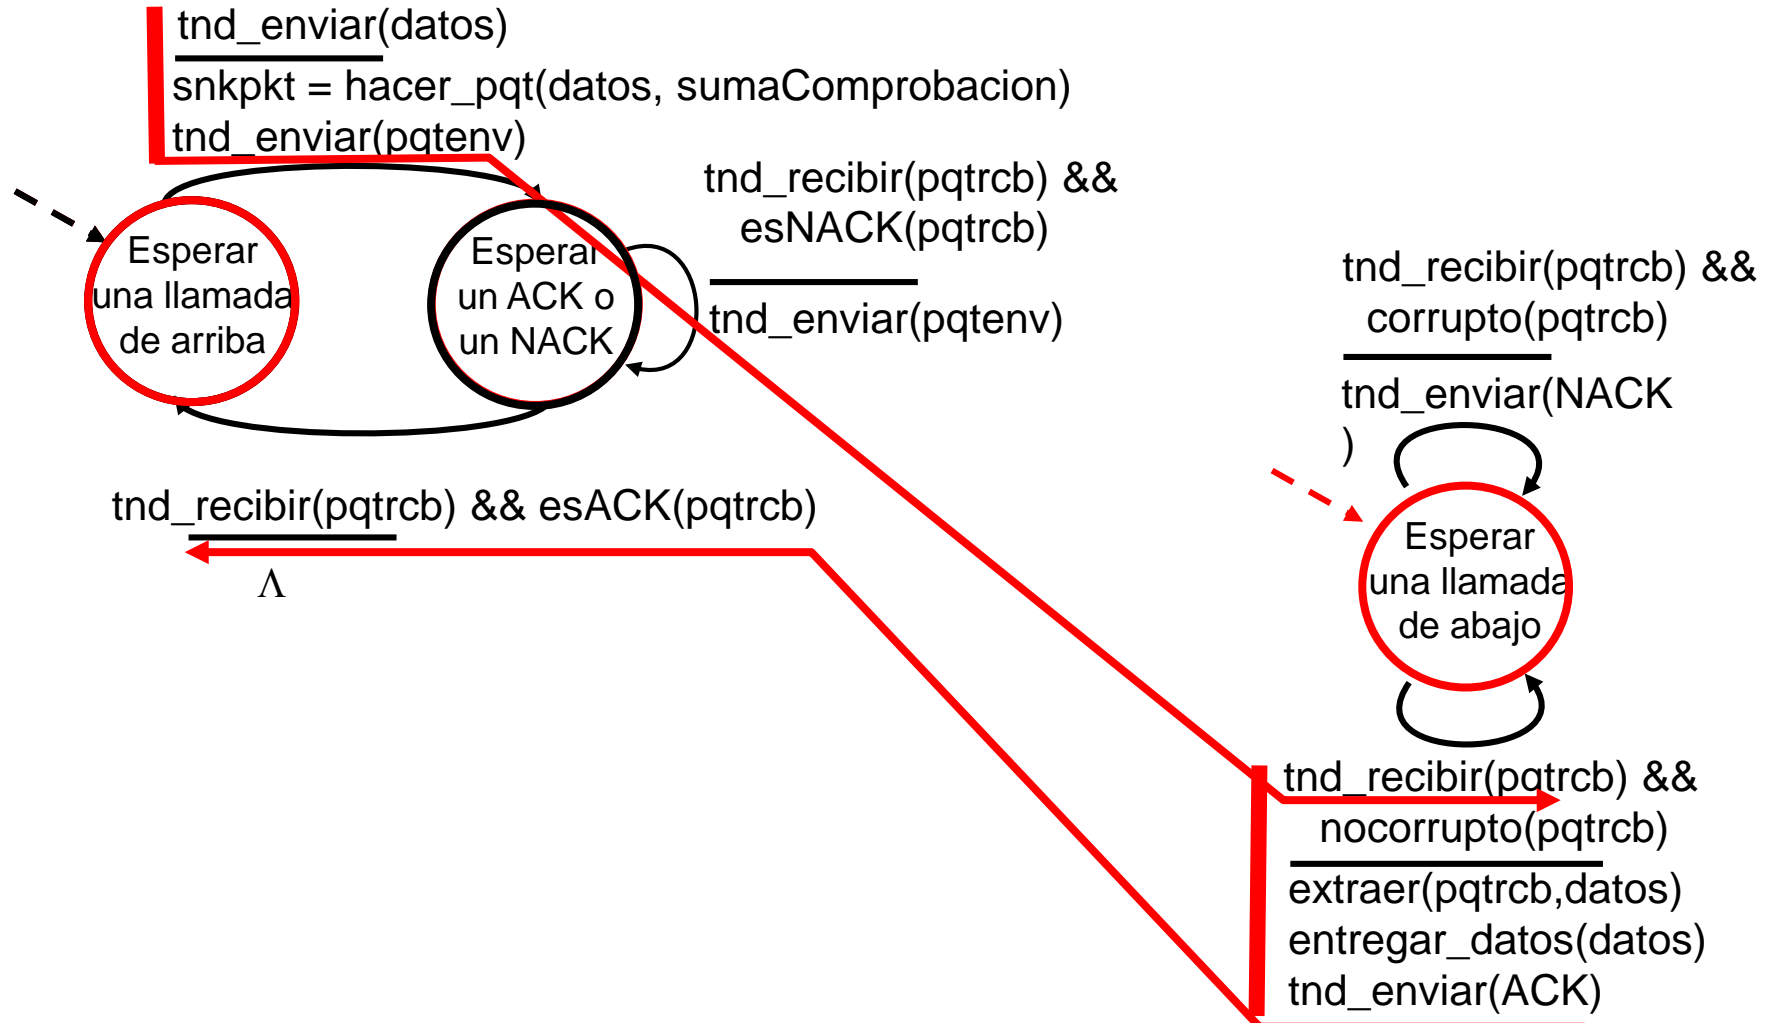 tnd_enviar(datos)
snkpkt = hacer_pqt(datos, sumaComprobacion)
tnd_enviar(pqtenv)
Esperar
una llamada
de arriba
Esperar
un ACK o
un NACK
tnd_recibir(pqtrcb) &&
esNACK(pqtrcb)
tnd_enviar(pqtenv)
tnd_recibir(pqtrcb) && esACK(pqtrcb)
Λ
tnd_recibir(pqtrcb) &&
corrupto(pqtrcb)
tnd_enviar(NACK
)
Esperar
una llamada
de abajo
tnd_recibir(pqtrcb) &&
nocorrupto(pqtrcb)
extraer(pqtrcb,datos)
entregar_datos(datos)
tnd_enviar(ACK)